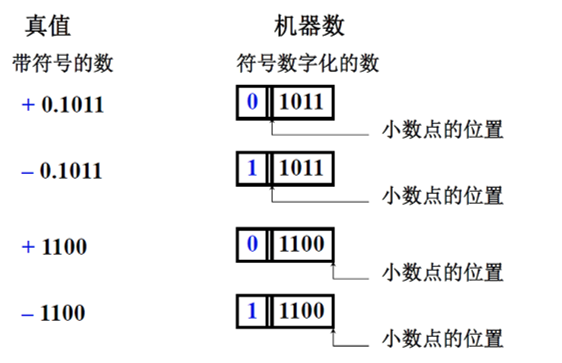 真值 机器数
带符号的数 符号数字化的数
+ 0.1011 0 1011
小数点的位置
– 0.1011 1 1011
小数点的位置
+ 1100 0 1100
小数点的位置
– 1100 1 1100
小数点的位置